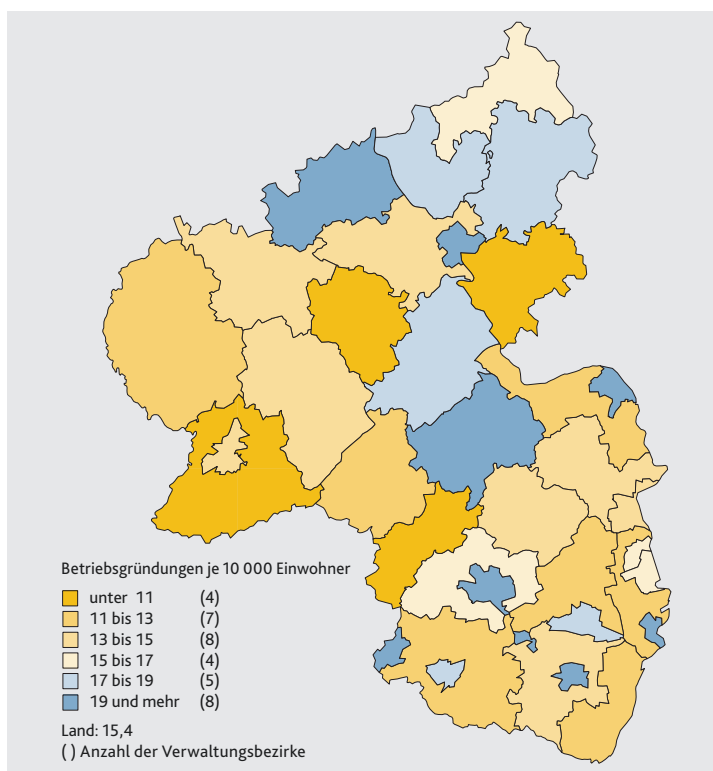 Betriebsgründungen je 10 000 Einwohner
unter 11 (4)
11 bis 13 (7)
13 bis 15 (8)
15 bis 17 (4)
17 bis 19 (5)
19 und mehr (8)
Land: 15,4
( ) Anzahl der Verwaltungsbezirke